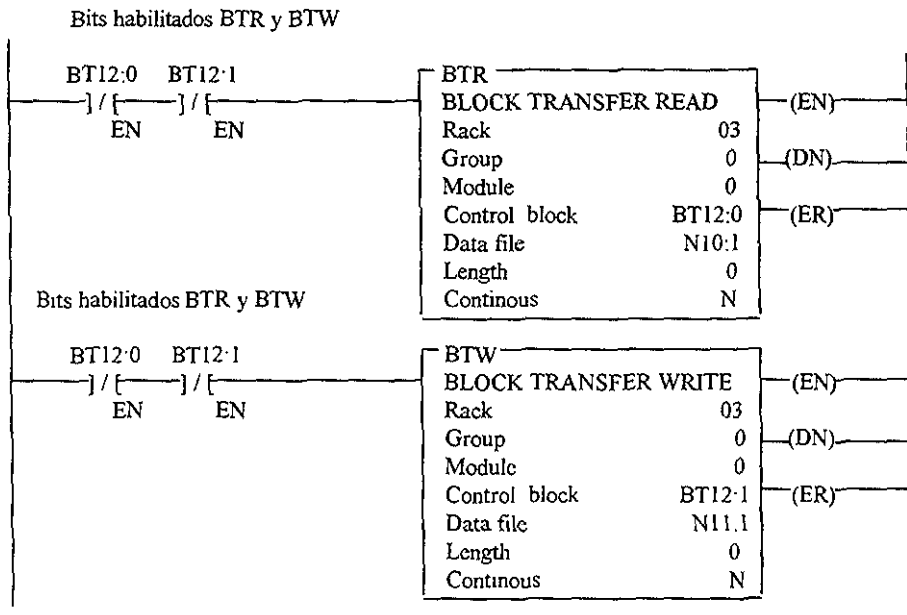 Bits habilitados BTR y BTW
BT12:0 BT12·1
] / [ ] / [
EN EN
BTR
BLOCK TRANSFER READ
Rack 03
Group 0
Module 0
Control block BT12:0
Data file N10:1
Length 0
Continous N
(EN)
(DN)
(ER)
Bits habilitados BTR y BTW
BT12·0 BT12·1
] / [ ] / [
EN EN
BTW
BLOCK TRANSFER WRITE
Rack 03
Group 0
Module 0
Control block BT12·1
Data file N11.1
Length 0
Continous N
(EN)
(DN)
(ER)